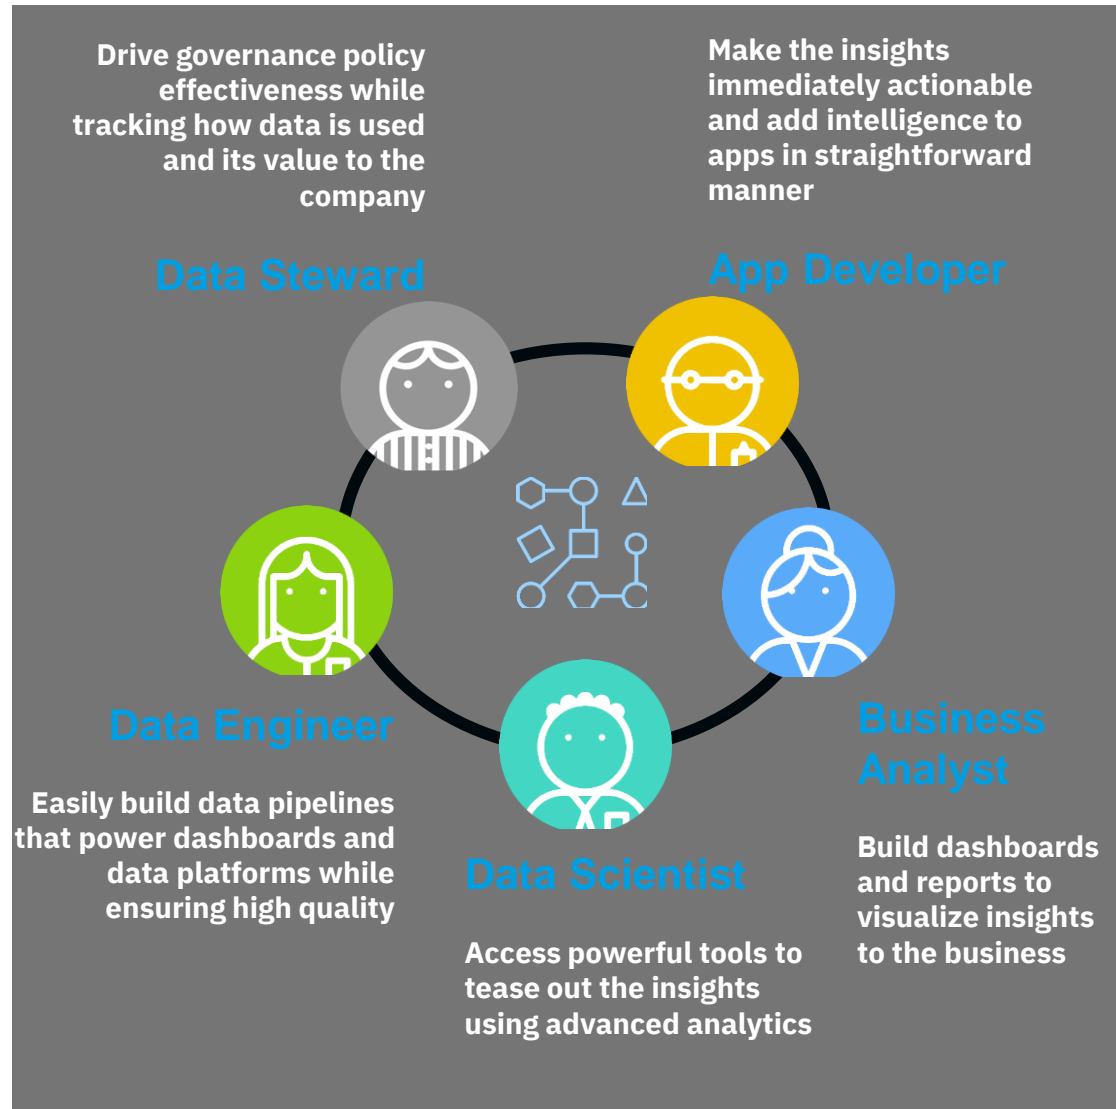 Drive governance policy
effectiveness while
tracking how data is used
and its value to the
company
Data Steward
Make the insights
immediately actionable
and add intelligence to
apps in straightforward
manner
App Developer
Data Engineer
Easily build data pipelines
that power dashboards and
data platforms while
ensuring high quality
Data Scientist
Access powerful tools to
tease out the insights
using advanced analytics
Business
Analyst
Build dashboards
and reports to
visualize insights
to the business